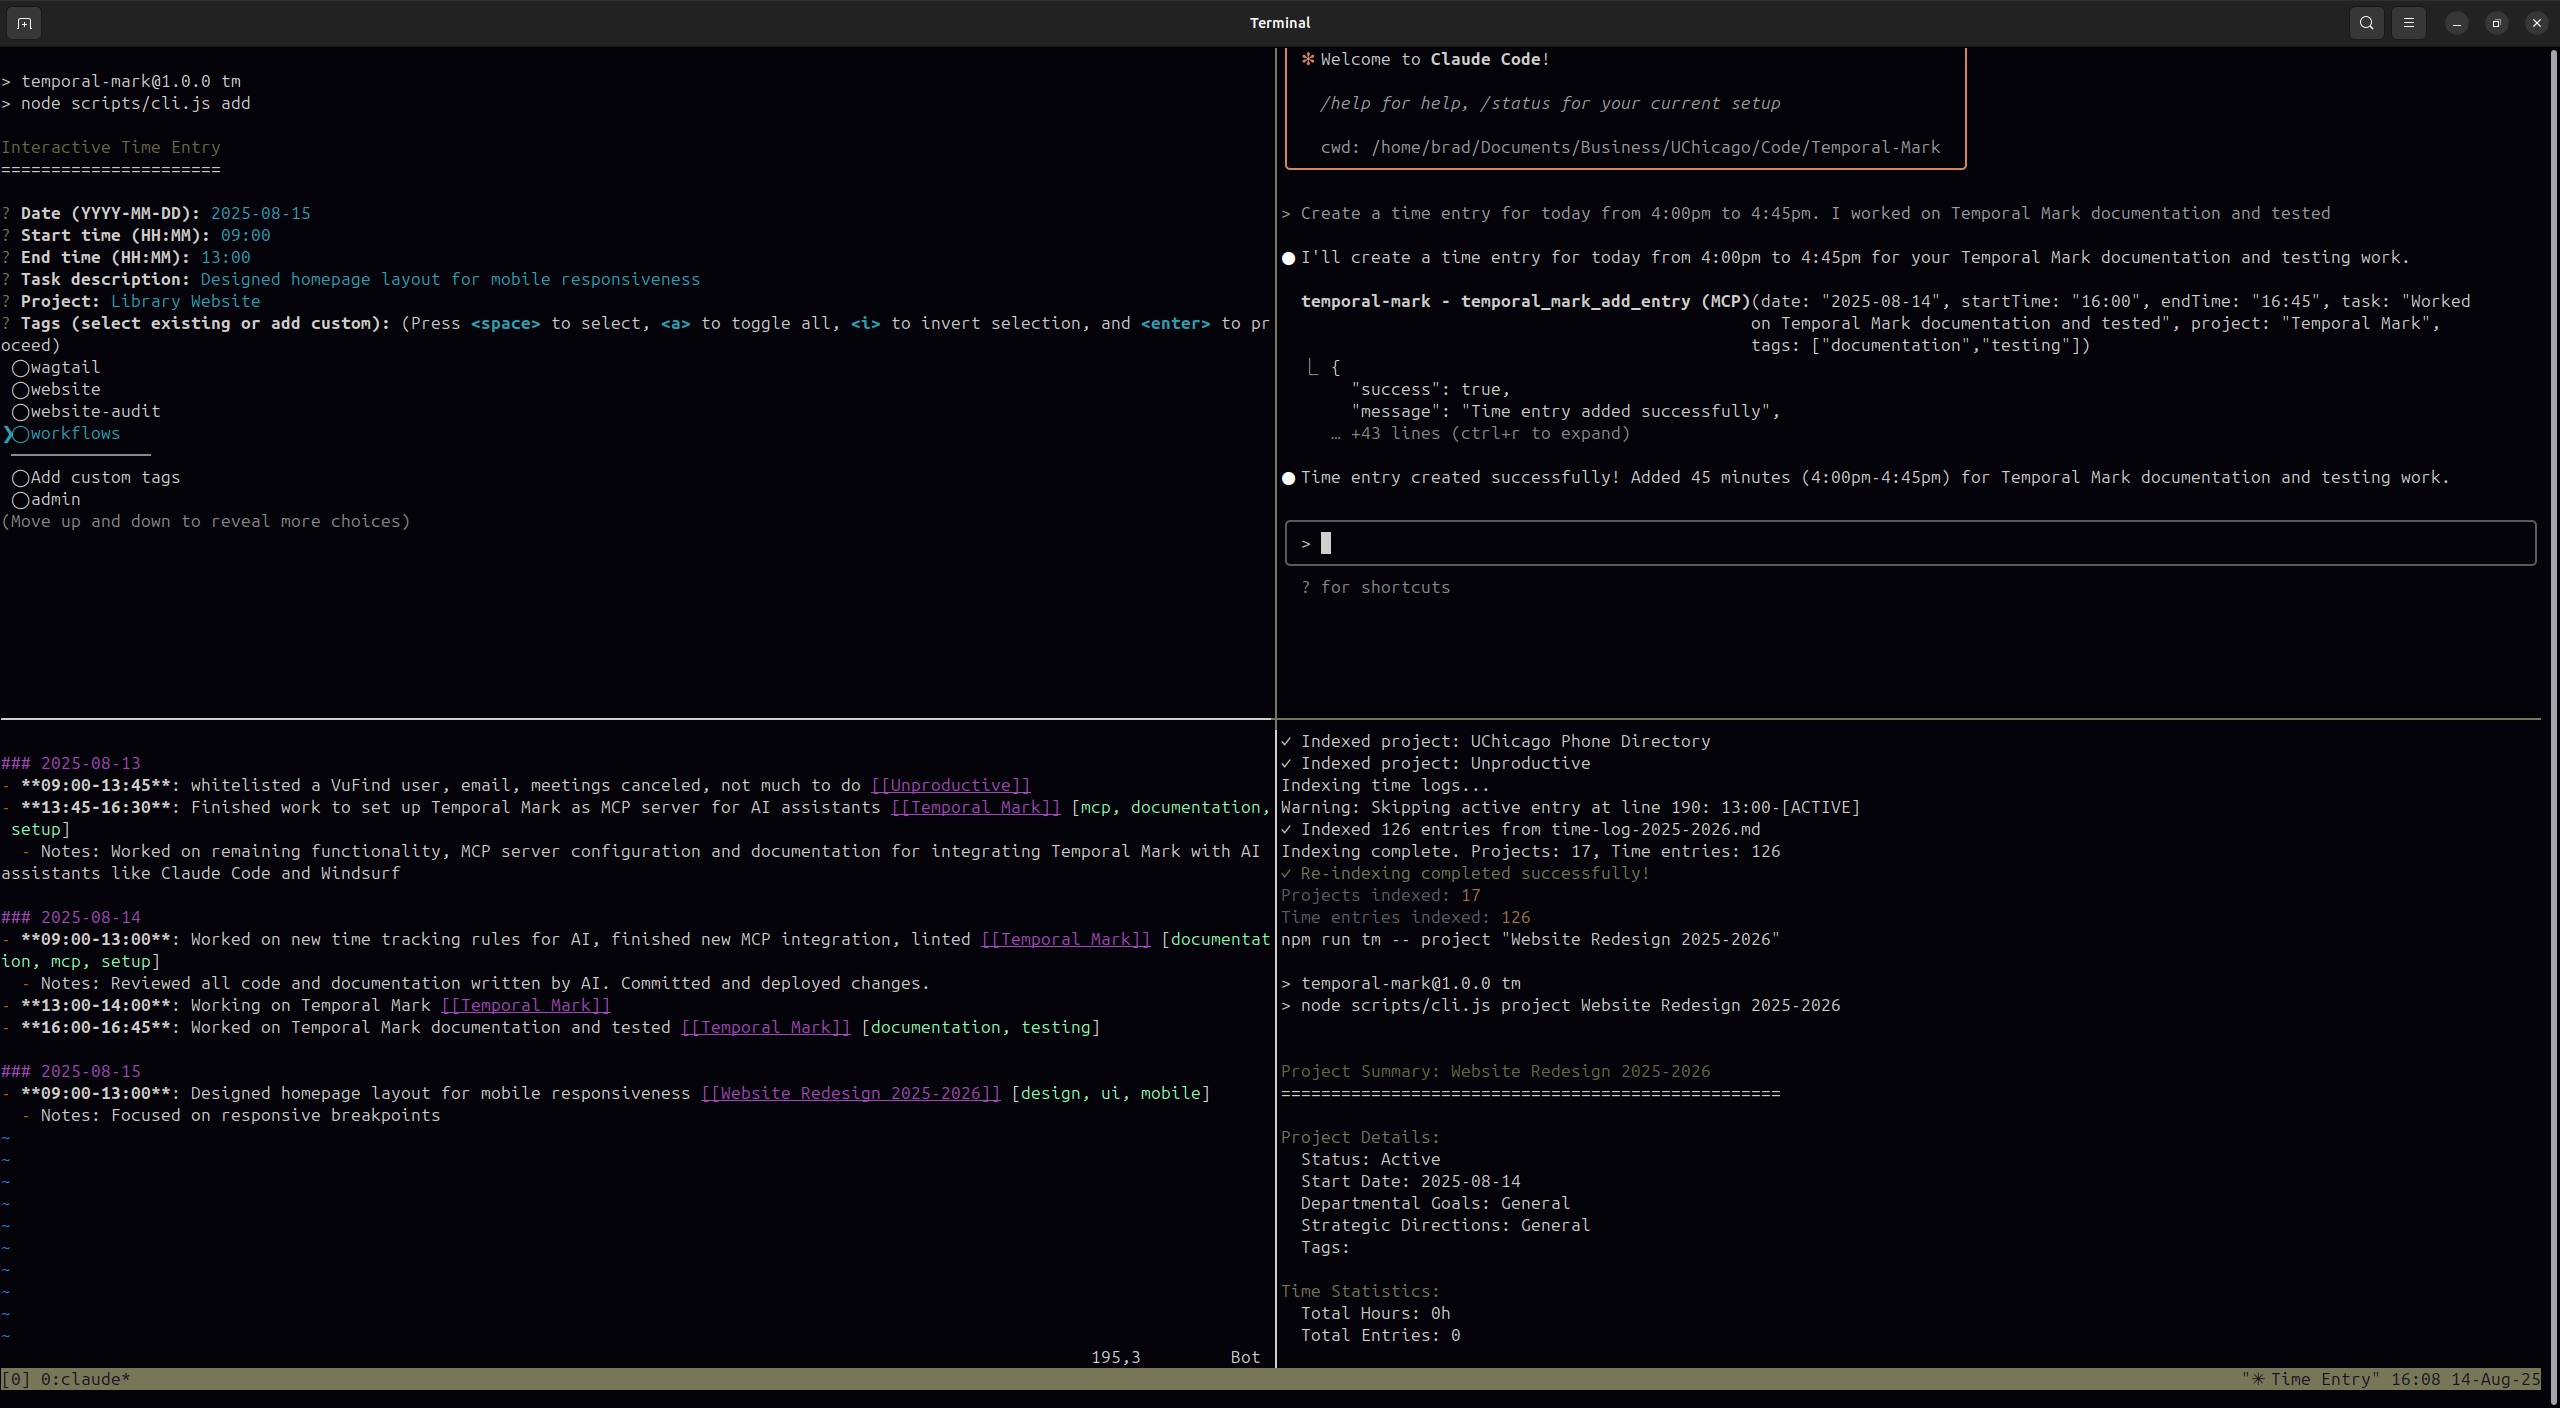 Terminal
> temporal-mark@1.0.0 tm
> node scripts/cli.js add
Interactive Time Entry
======================
? Date (YYYY-MM-DD): 2025-08-15
? Start time (HH:MM): 09:00
? End time (HH:MM): 13:00
? Task description: Designed homepage layout for mobile responsiveness
? Project: Library Website
? Tags (select existing or add custom): (Press <space> to select, <a> to toggle all, <i> to invert selection, and <enter> to pr
oceed)
◯wagtail
◯website
◯website-audit
❯◯workflows
──────────────
◯Add custom tags
◯admin
(Move up and down to reveal more choices)
✻ Welcome to Claude Code!
/help for help, /status for your current setup
cwd: /home/brad/Documents/Business/UChicago/Code/Temporal-Mark
> Create a time entry for today from 4:00pm to 4:45pm. I worked on Temporal Mark documentation and tested
● I'll create a time entry for today from 4:00pm to 4:45pm for your Temporal Mark documentation and testing work.
temporal-mark - temporal_mark_add_entry (MCP)(date: "2025-08-14", startTime: "16:00", endTime: "16:45", task: "Worked
on Temporal Mark documentation and tested", project: "Temporal Mark",
tags: ["documentation","testing"])
⎿ {
"success": true,
"message": "Time entry added successfully",
… +43 lines (ctrl+r to expand)
● Time entry created successfully! Added 45 minutes (4:00pm-4:45pm) for Temporal Mark documentation and testing work.
>
? for shortcuts
### 2025-08-13
- **09:00-13:45**: whitelisted a VuFind user, email, meetings canceled, not much to do [[Unproductive]]
- **13:45-16:30**: Finished work to set up Temporal Mark as MCP server for AI assistants [[Temporal Mark]] [mcp, documentation,
setup]
- Notes: Worked on remaining functionality, MCP server configuration and documentation for integrating Temporal Mark with AI
assistants like Claude Code and Windsurf
### 2025-08-14
- **09:00-13:00**: Worked on new time tracking rules for AI, finished new MCP integration, linted [[Temporal Mark]] [documentat
ion, mcp, setup]
- Notes: Reviewed all code and documentation written by AI. Committed and deployed changes.
- **13:00-14:00**: Working on Temporal Mark [[Temporal Mark]]
- **16:00-16:45**: Worked on Temporal Mark documentation and tested [[Temporal Mark]] [documentation, testing]
### 2025-08-15
- **09:00-13:00**: Designed homepage layout for mobile responsiveness [[Website Redesign 2025-2026]] [design, ui, mobile]
- Notes: Focused on responsive breakpoints
~
~
~
~
~
~
~
~
~
~
195,3 Bot
✓ Indexed project: UChicago Phone Directory
✓ Indexed project: Unproductive
Indexing time logs...
Warning: Skipping active entry at line 190: 13:00-[ACTIVE]
✓ Indexed 126 entries from time-log-2025-2026.md
Indexing complete. Projects: 17, Time entries: 126
✓ Re-indexing completed successfully!
Projects indexed: 17
Time entries indexed: 126
npm run tm -- project "Website Redesign 2025-2026"
> temporal-mark@1.0.0 tm
> node scripts/cli.js project Website Redesign 2025-2026
Project Summary: Website Redesign 2025-2026
==================================================
Project Details:
Status: Active
Start Date: 2025-08-14
Departmental Goals: General
Strategic Directions: General
Tags:
Time Statistics:
Total Hours: 0h
Total Entries: 0
[0] 0:claude* "✳ Time Entry" 16:08 14-Aug-25